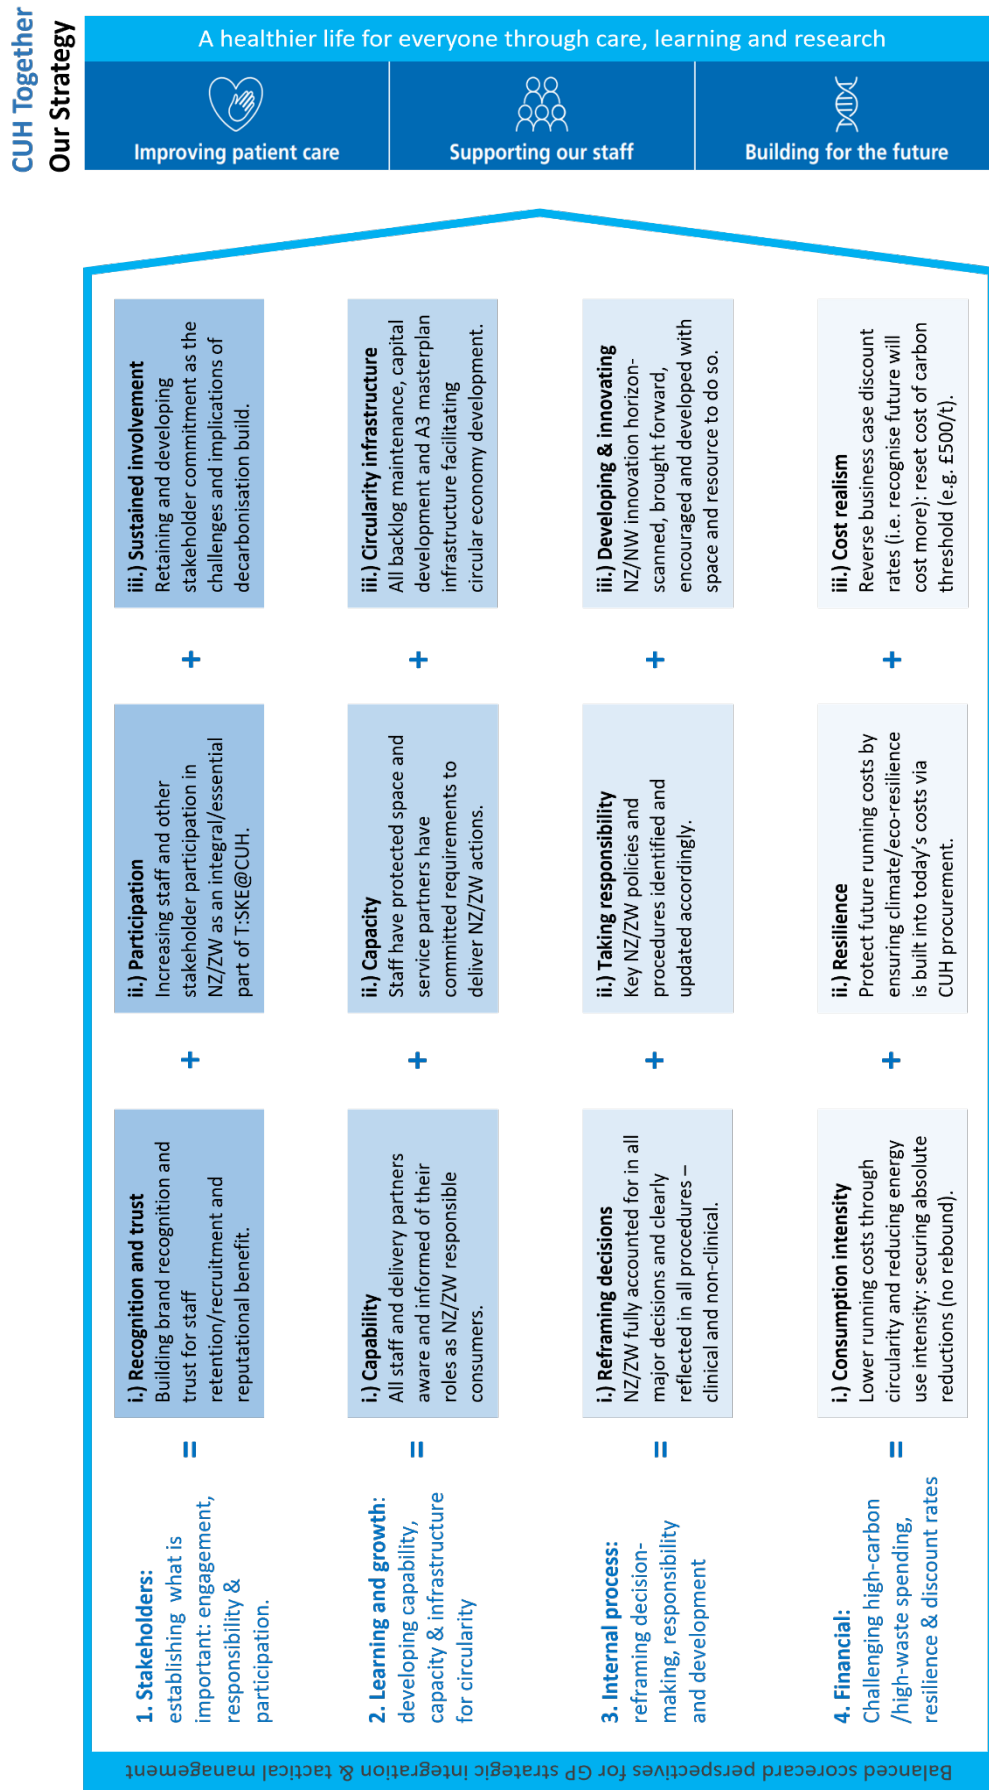 CUH Together
Our Strategy
A healthier life for everyone through care, learning and research
Improving patient care
Supporting our staff
Building for the future
Balanced scorecard perspectives for GP strategic integration & tactical management
1. Stakeholders:
establishing what is
important: engagement,
responsibility &
participation.
=
i.) Recognition and trust
Building brand recognition and
trust for staff
retention/recruitment and
reputational benefit.
+
ii.) Participation
Increasing staff and other
stakeholder participation in
NZ/ZW as an integral/essential
part of T:SKE@CUH.
+
iii.) Sustained involvement
Retaining and developing
stakeholder commitment as the
challenges and implications of
decarbonisation build.
2. Learning and growth:
developing capability,
capacity & infrastructure
for circularity
=
i.) Capability
All staff and delivery partners
aware and informed of their
roles as NZ/ZW responsible
consumers.
+
ii.) Capacity
Staff have protected space and
service partners have
committed requirements to
deliver NZ/ZW actions.
+
iii.) Circularity infrastructure
All backlog maintenance, capital
development and A3 masterplan
infrastructure facilitating
circular economy development.
3. Internal process:
reframing decision-
making, responsibility
and development
=
i.) Reframing decisions
NZ/ZW fully accounted for in all
major decisions and clearly
reflected in all procedures –
clinical and non-clinical.
+
ii.) Taking responsibility
Key NZ/ZW policies and
procedures identified and
updated accordingly.
+
iii.) Developing & innovating
NZ/NW innovation horizon-
scanned, brought forward,
encouraged and developed with
space and resource to do so.
4. Financial:
Challenging high-carbon
/high-waste spending,
resilience & discount rates
=
i.) Consumption intensity
Lower running costs through
circularity and reducing energy
use intensity: securing absolute
reductions (no rebound).
+
ii.) Resilience
Protect future running costs by
ensuring climate/eco-resilience
is built into today's costs via
CUH procurement.
+
iii.) Cost realism
Reverse business case discount
rates (i.e. recognise future will
cost more): reset cost of carbon
threshold (e.g. £500/t).